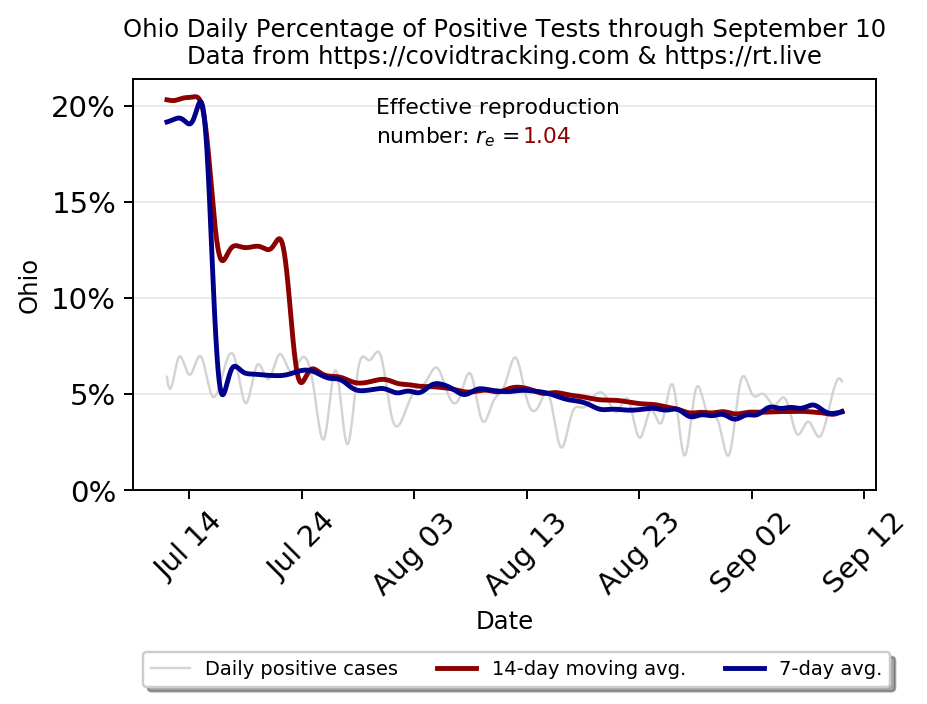 Ohio Daily Percentage of Positive Tests through September 10
Data from https://covidtracking.com & https://rt.live
Effective reproduction
number: rₑ =1.04
20%
15%
10%
5%
0%
Ohio
Jul 14
Jul 24
Aug 03
Aug 13
Aug 23
Sep 02
Sep 12
Date
Daily positive cases
14-day moving avg.
7-day avg.